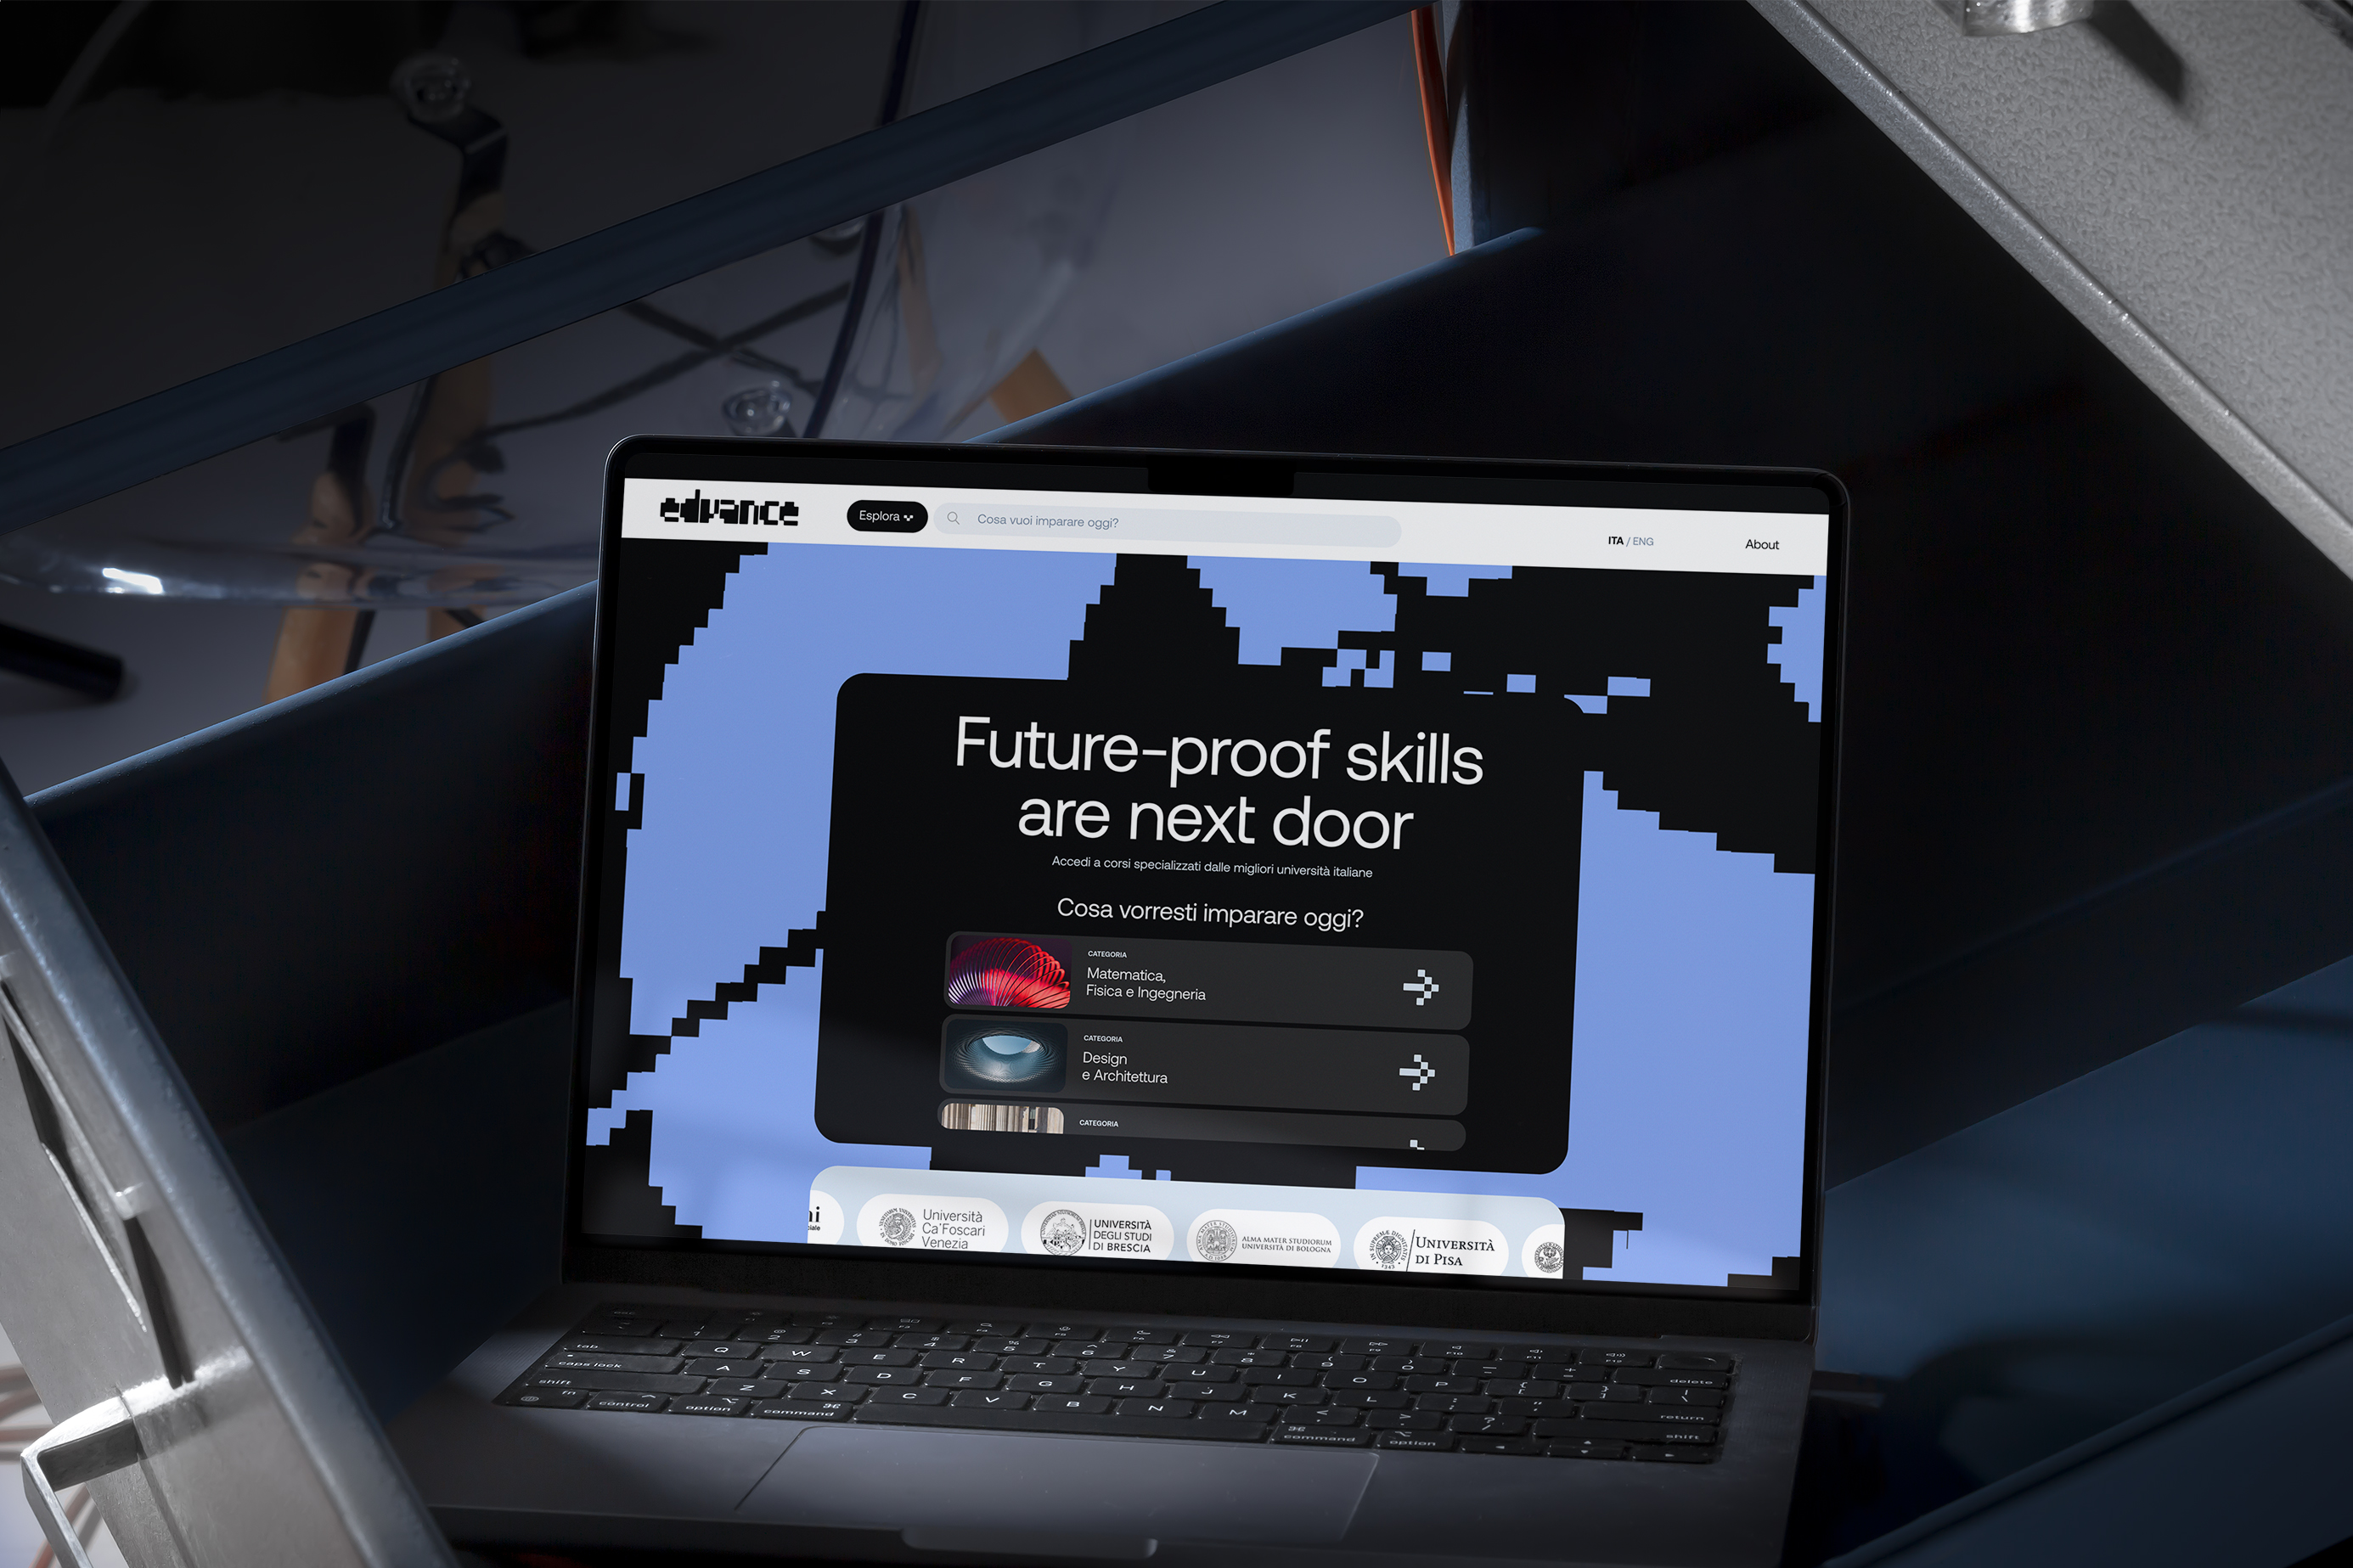 edvance
Esplora
Cosa vuoi imparare oggi?
ITA / ENG
About
Future-proof skills
are next door
Accedi a corsi specializzati dalle migliori università italiane
Cosa vorresti imparare oggi?
CATEGORIA
Matematica,
Fisica e Ingegneria
CATEGORIA
Design
e Architettura
CATEGORIA
Università
Ca'Foscari
Venezia
UNIVERSITÀ
DEGLI STUDI
DI BRESCIA
ALMA MATER STUDIORUM
UNIVERSITÀ DI BOLOGNA
UNIVERSITÀ
DI PISA
tab Q W E R T Y U I O P delete
caps lock A S D F G H J K L return
shift Z X C V B N M shift
fn control option command command option